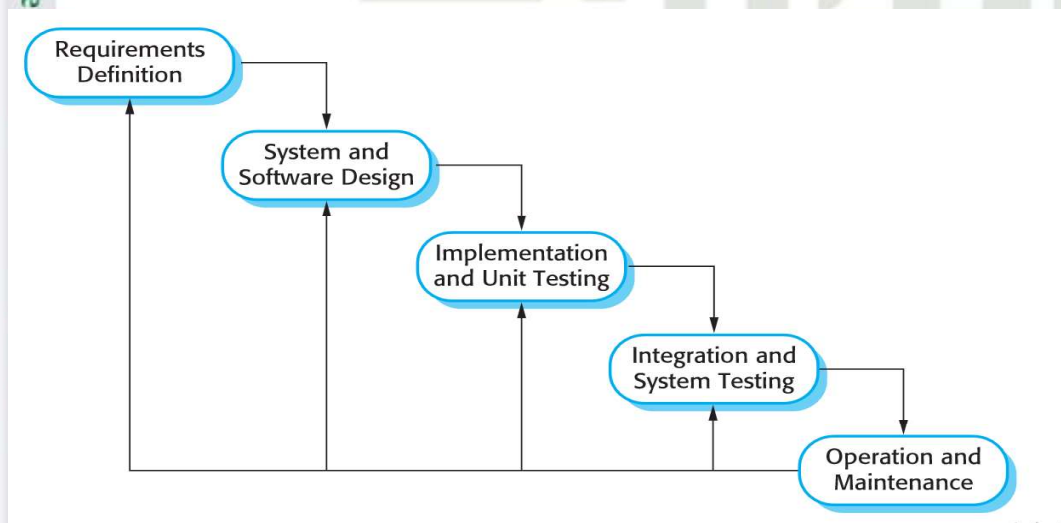 Requirements
Definition
System and
Software Design
Implementation
and Unit Testing
Integration and
System Testing
Operation and
Maintenance